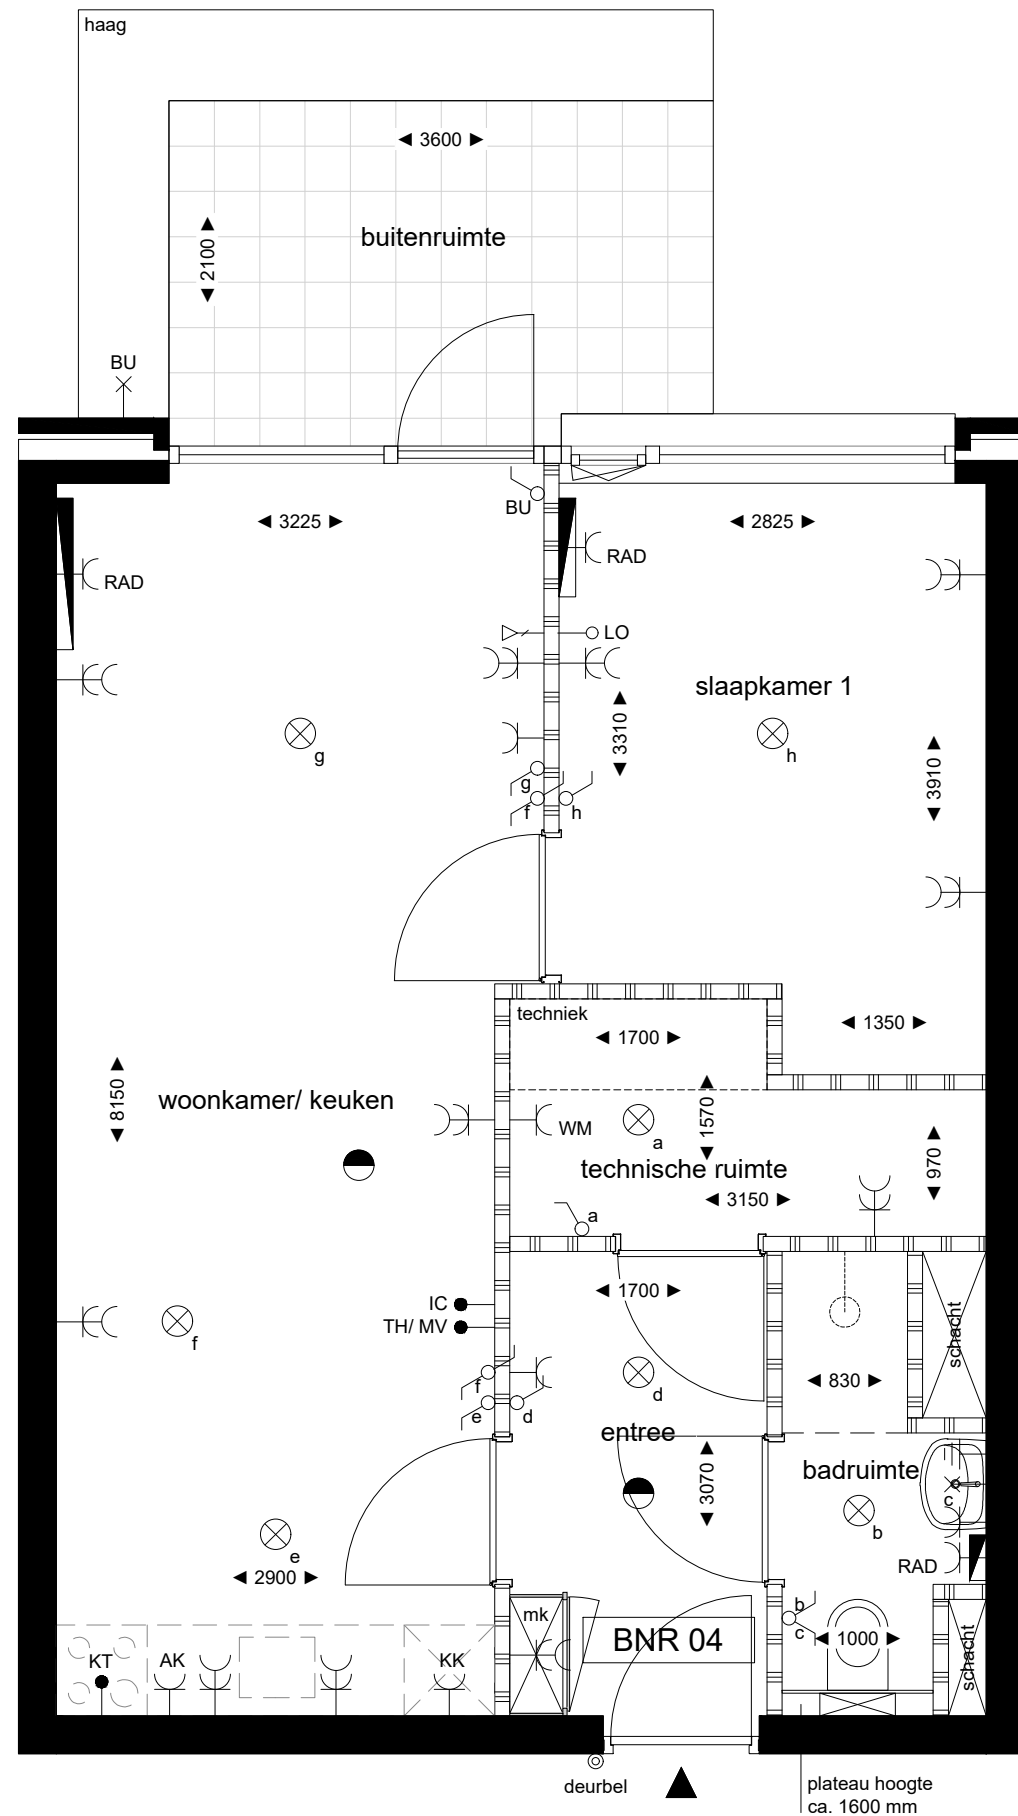 haag
3600
2100
buitenruimte
BU
3225
BU
2825
RAD
RAD
LO
slaapkamer 1
3310
g
h
3910
g
f
h
techniek
1700
1350
8150
woonkamer/ keuken
1570
WM
a
970
technische ruimte
3150
a
1700
IC
TH/ MV
schacht
f
d
830
f
e
d
entree
badruimte
3070
c
b
e
RAD
2900
b
c
mk
BNR 04
1000
KT
AK
KK
schacht
deurbel
plateau hoogte
ca. 1600 mm